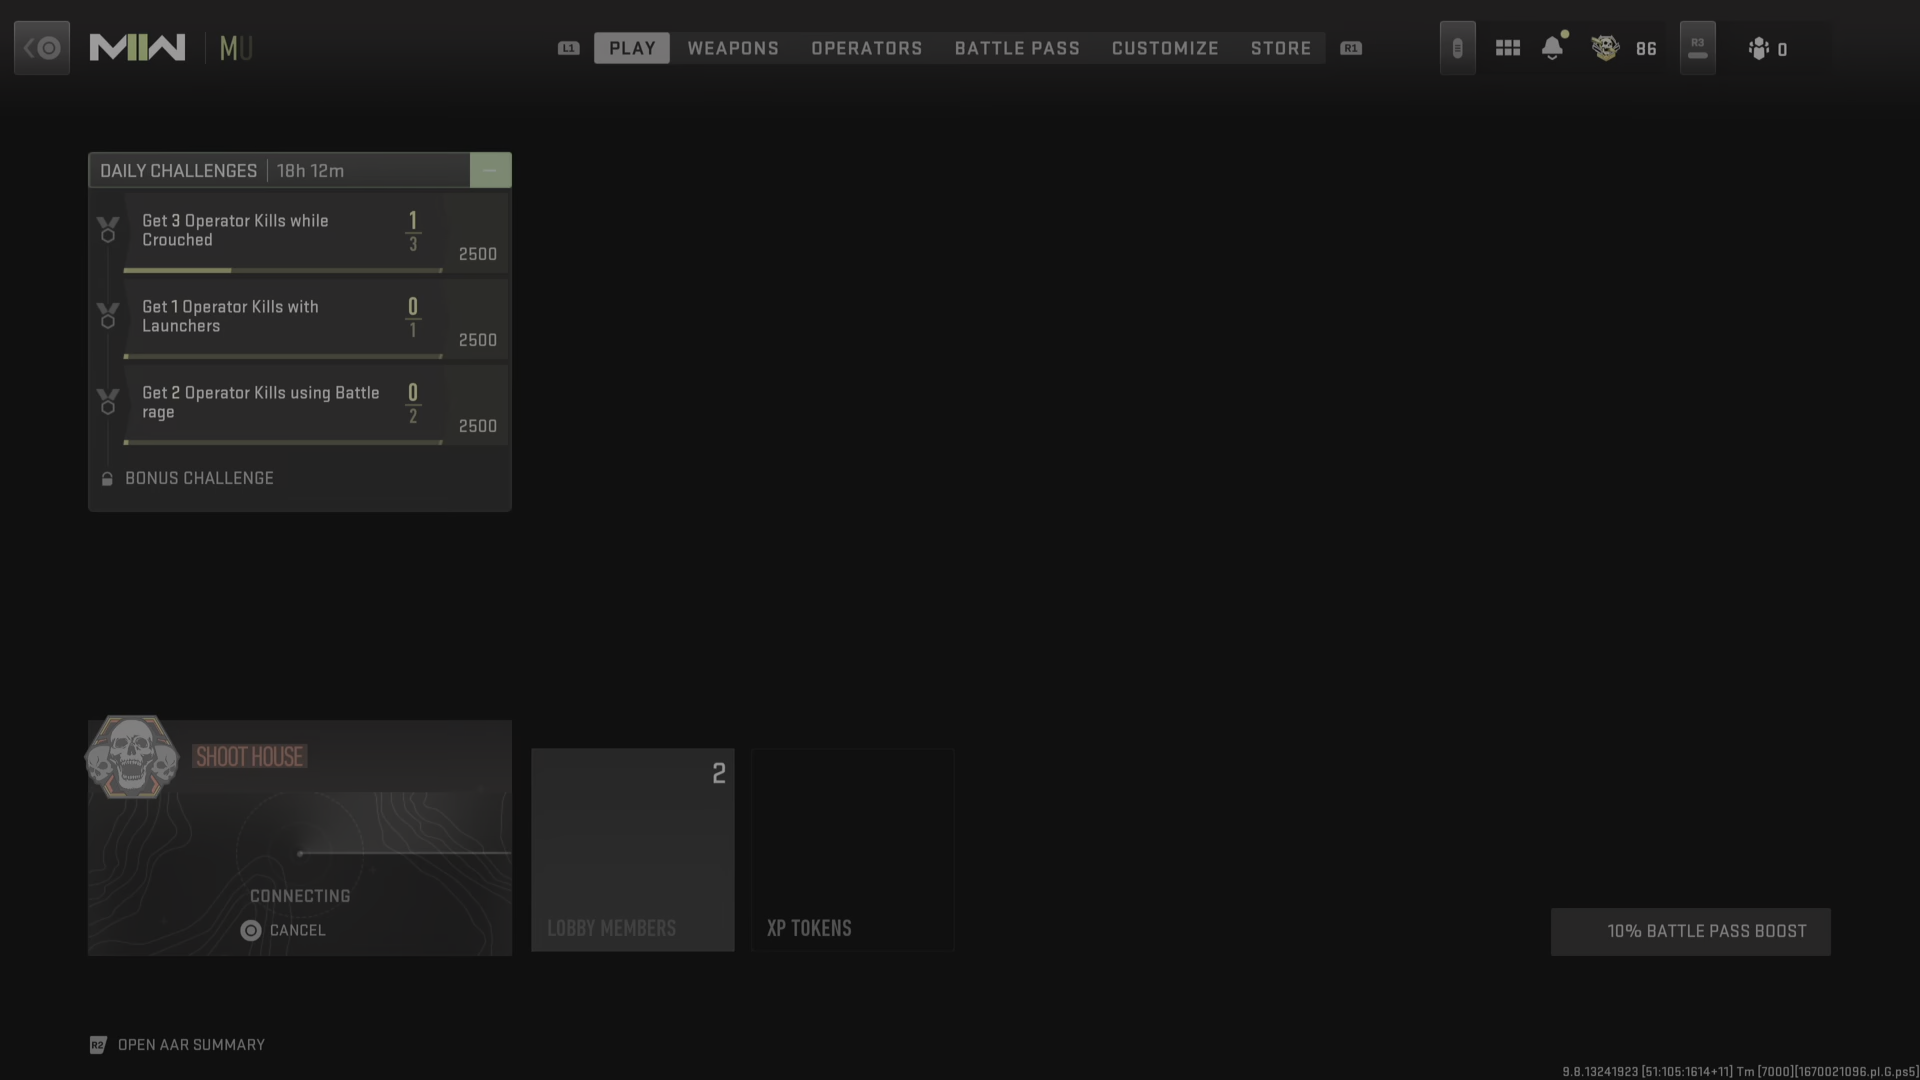 MWII MU
L1 PLAY WEAPONS OPERATORS BATTLE PASS CUSTOMIZE STORE R1
86 R3 0
DAILY CHALLENGES 18h 12m
Get 3 Operator Kills while
Crouched
1
3
2500
Get 1 Operator Kills with
Launchers
0
1
2500
Get 2 Operator Kills using Battle
rage
0
2
2500
BONUS CHALLENGE
SHOOT HOUSE
CONNECTING
CANCEL
2
LOBBY MEMBERS
XP TOKENS
10% BATTLE PASS BOOST
R2 OPEN AAR SUMMARY
9.8.13241923 [51:105:1614+11] Tm [7000][1670021096.pl.G.ps5]